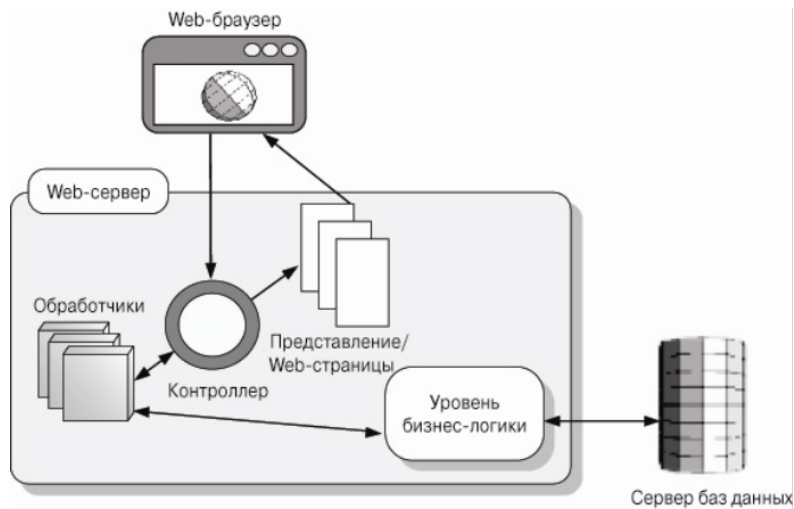 Web-браузер
Web-сервер
Обработчики
Представление/
Web-страницы
Контроллер
Уровень
бизнес-логики
Сервер баз данных